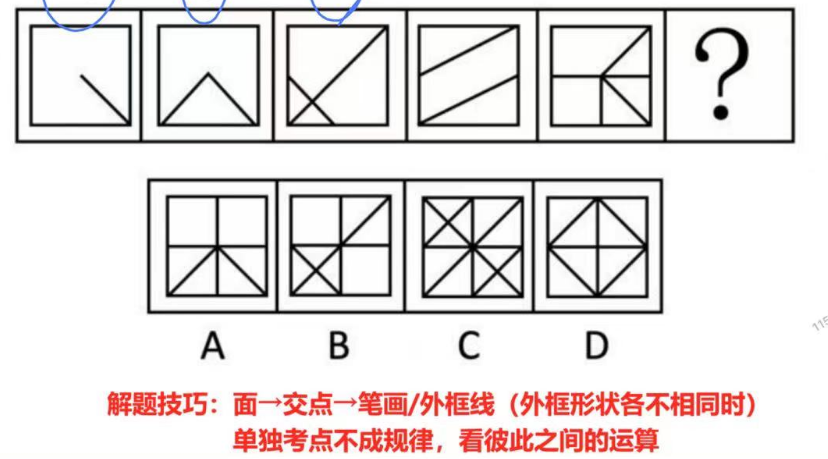 ?
A B C D
解题技巧：面→交点→笔画/外框线（外框形状各不相同时）
单独考点不成规律，看彼此之间的运算
115